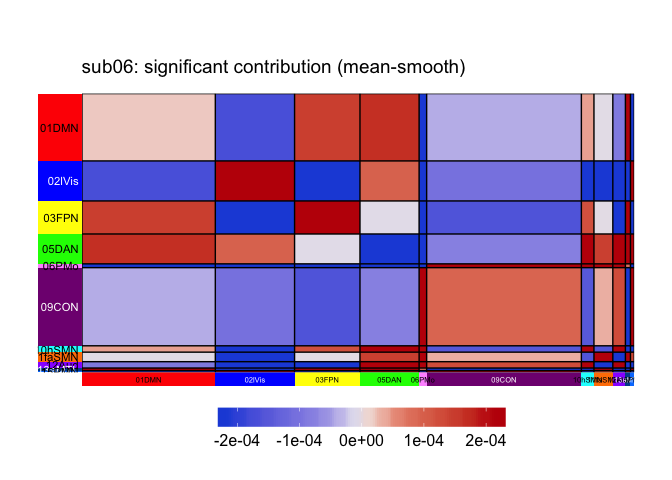 sub06: significant contribution (mean-smooth)
01DMN
02lVis
03FPN
05DAN
06PMo
09CON
01DMN
02lVis
03FPN
05DAN
06PMo
09CON
-2e-04 -1e-04 0e+00 1e-04 2e-04